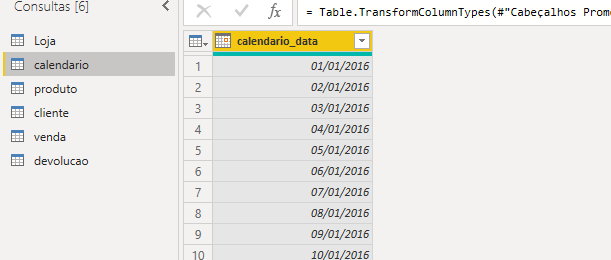 Consultas [6]
Loja
calendario
produto
cliente
venda
devolucao
fx
= Table.TransformColumnTypes(#"Cabeçalhos Prom
calendario_data
1 01/01/2016
2 02/01/2016
3 03/01/2016
4 04/01/2016
5 05/01/2016
6 06/01/2016
7 07/01/2016
8 08/01/2016
9 09/01/2016
10 10/01/2016